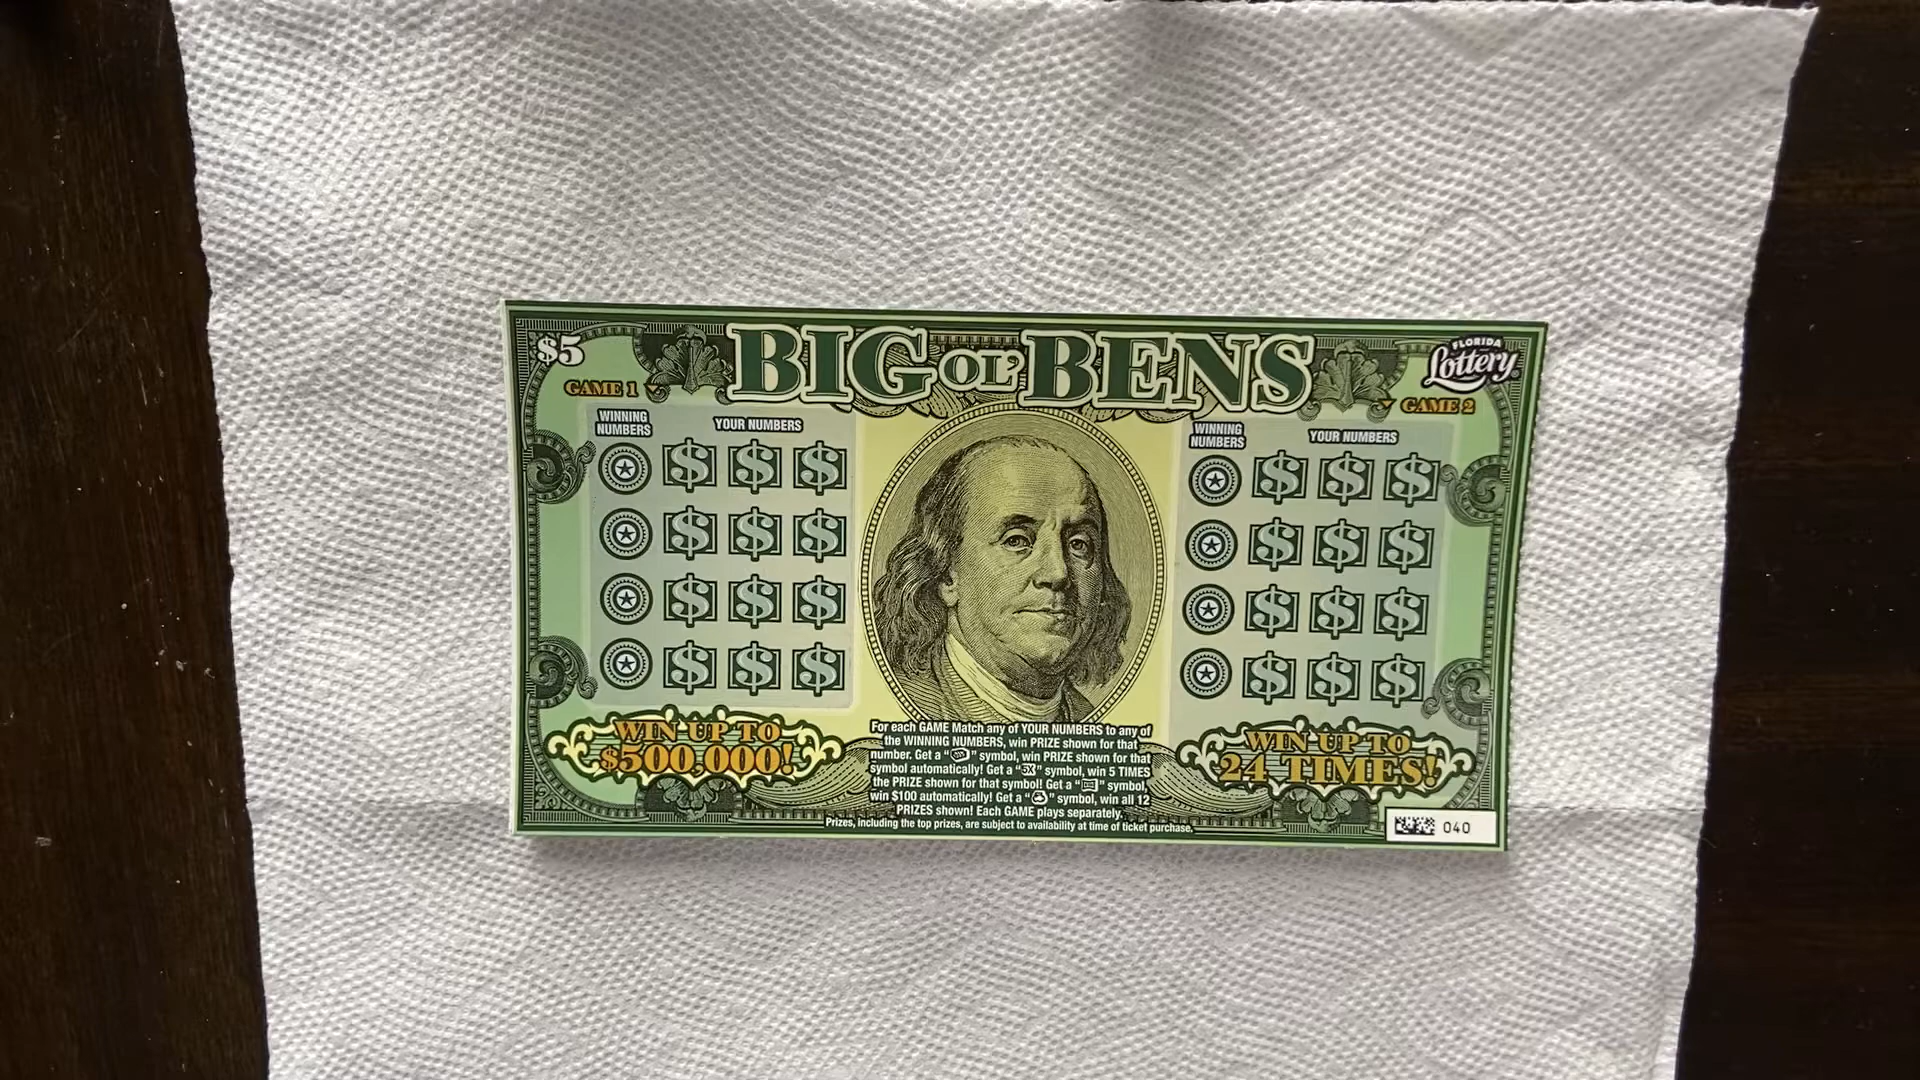 $5
BIG OL' BENS
FLORIDA
Lottery
GAME 1
GAME 2
WINNING
NUMBERS
YOUR NUMBERS
WINNING
NUMBERS
YOUR NUMBERS
WIN UP TO
$500,000!
For each GAME Match any of YOUR NUMBERS to any of
the WINNING NUMBERS, win PRIZE shown for that
number. Get a " " symbol, win PRIZE shown for that
symbol automatically! Get a "5X" symbol, win 5 TIMES
the PRIZE shown for that symbol! Get a " " symbol,
win $100 automatically! Get a " " symbol, win all 12
PRIZES shown! Each GAME plays separately.
Prizes, including the top prizes, are subject to availability at time of ticket purchase.
WIN UP TO
24 TIMES!
040